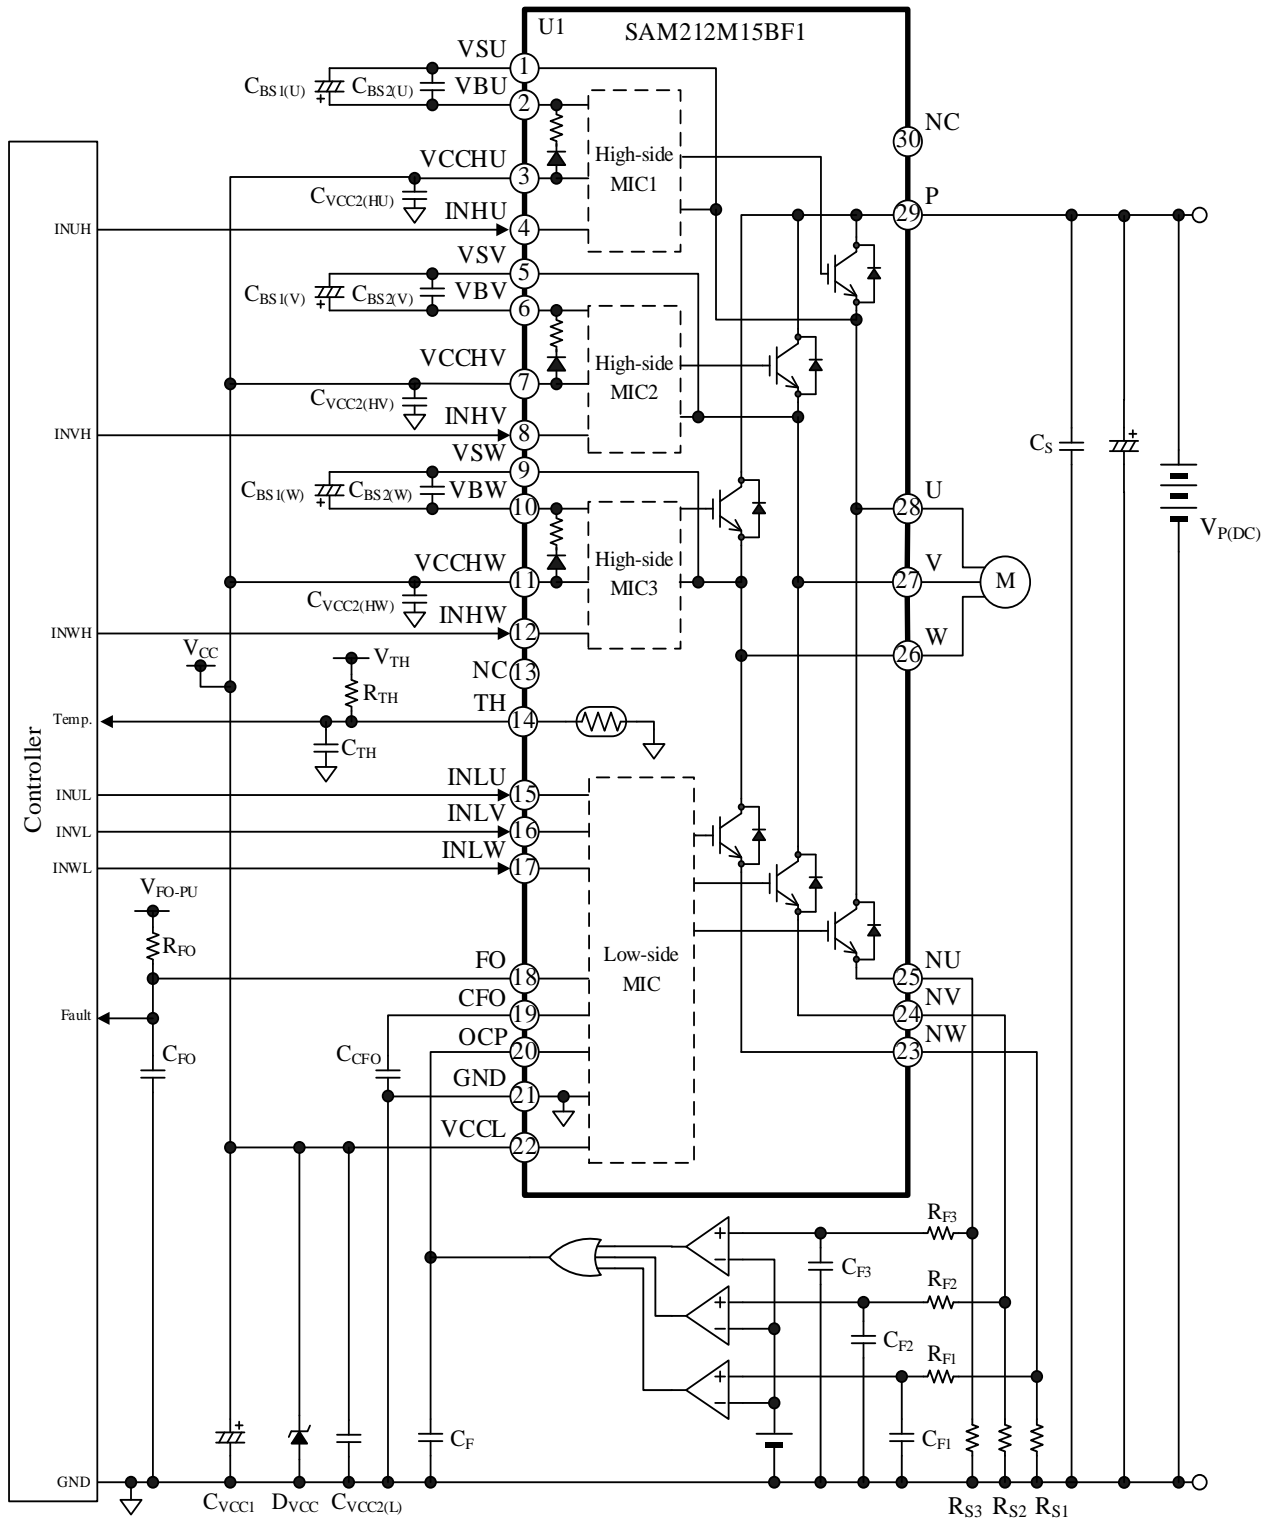 U1
SAM212M15BF1
VSU
1
CBS1(U)
CBS2(U)
VBU
2
NC
30
High-side
MIC1
VCCHU
3
CVCC2(HU)
P
29
INHU
INUH
4
VSV
5
CBS1(V)
CBS2(V)
VBV
6
High-side
MIC2
VCCHV
7
CVCC2(HV)
INHV
INVH
8
CS
VSW
9
CBS1(W)
CBS2(W)
VBW
10
U
28
VP(DC)
High-side
MIC3
VCCHW
11
V
27
M
CVCC2(HW)
INHW
INWH
12
W
26
VCC
VTH
NC
13
RTH
TH
Temp.
14
CTH
Controller
INLU
INUL
15
INLV
INVL
16
INLW
INWL
17
VFO-PU
RFO
Low-side
MIC
FO
18
NU
25
CFO
Fault
19
NV
24
OCP
20
NW
23
CFO
CCFO
GND
21
VCCL
22
RF3
+
−
CF3
RF2
+
−
CF2
RF1
+
−
CF1
CF
GND
CVCC1
DVCC
CVCC2(L)
RS3
RS2
RS1